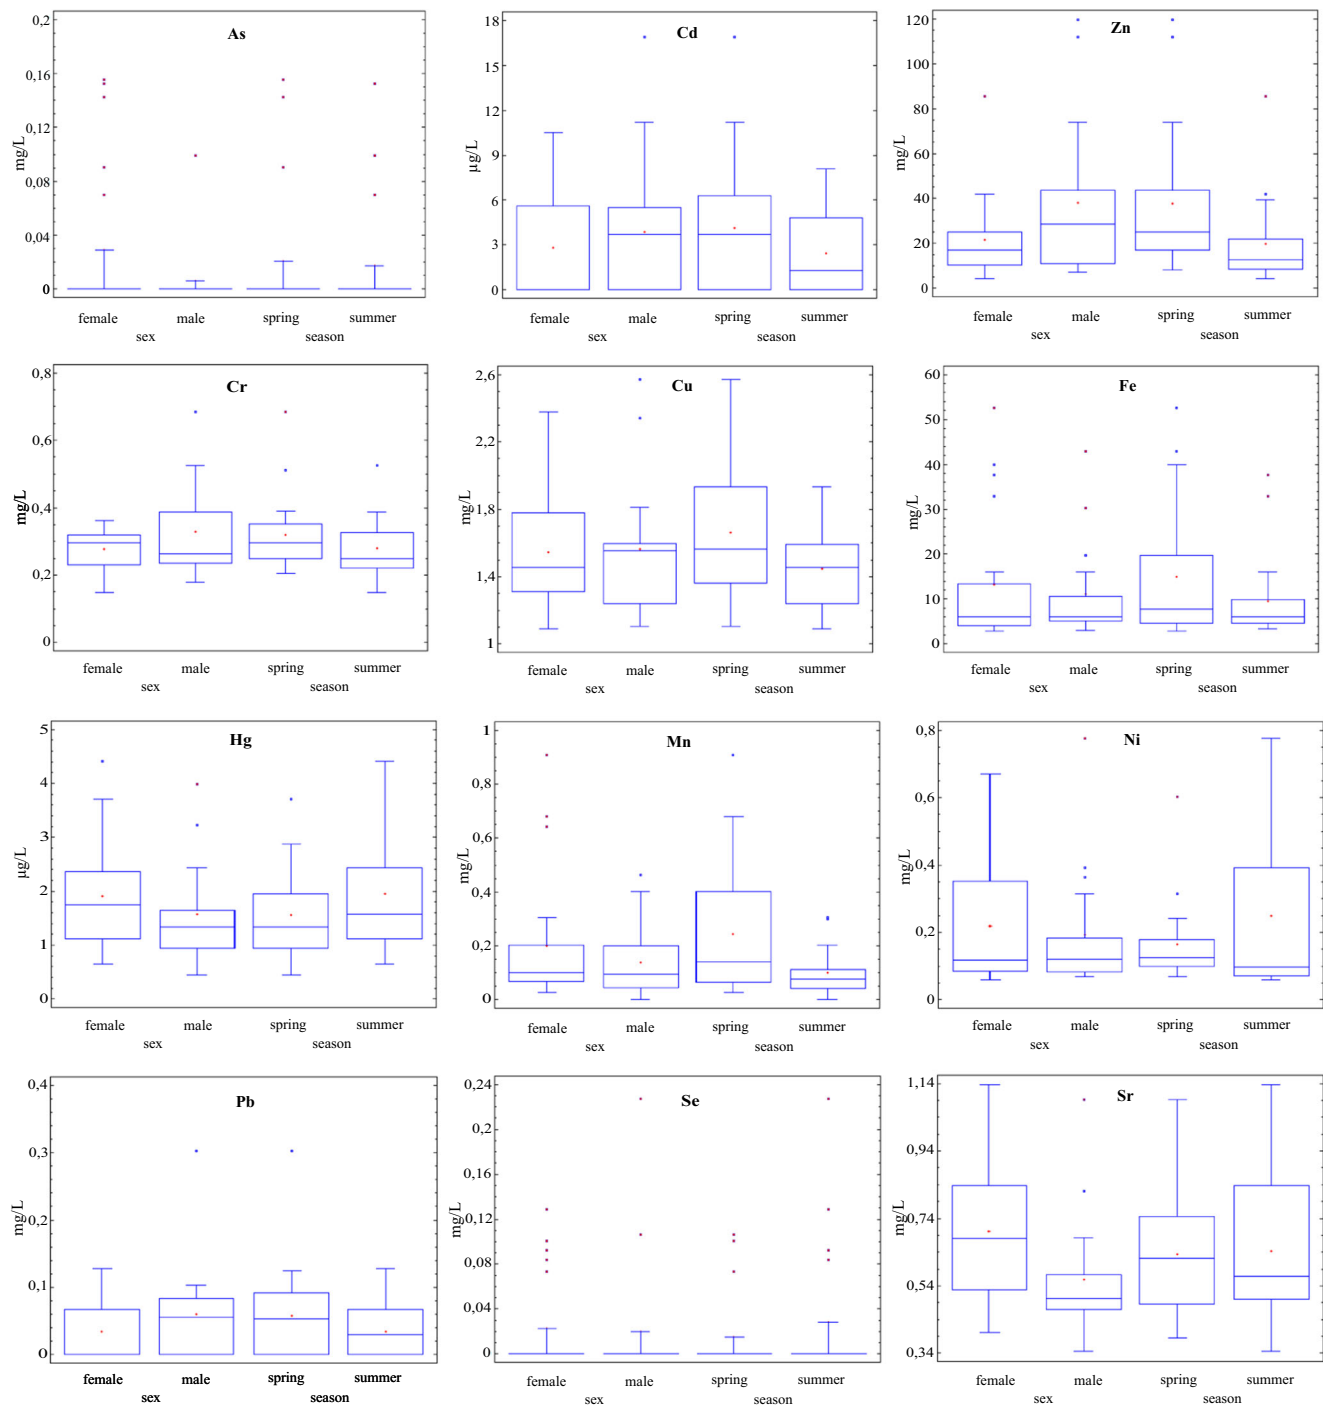 As
0,2
0,16
0,12
0,08
0,04
0
mg/L
female male spring summer
sex season
Cd
18
15
12
9
6
3
0
µg/L
female male spring summer
sex season
Zn
120
100
80
60
40
20
0
mg/L
female male spring summer
sex season
Cr
0,8
0,6
0,4
0,2
0
mg/L
female male spring summer
sex season
Cu
2,6
2,2
1,8
1,4
1
mg/L
female male spring summer
sex season
Fe
60
50
40
30
20
10
0
mg/L
female male spring summer
sex season
Hg
5
4
3
2
1
0
µg/L
female male spring summer
sex season
Mn
1
0,8
0,6
0,4
0,2
0
mg/L
female male spring summer
sex season
Ni
0,8
0,6
0,4
0,2
0
mg/L
female male spring summer
sex season
Pb
0,4
0,3
0,2
0,1
0
mg/L
female male spring summer
sex season
Se
0,24
0,2
0,16
0,12
0,08
0,04
0
mg/L
female male spring summer
sex season
Sr
1,14
0,94
0,74
0,54
0,34
mg/L
female male spring summer
sex season